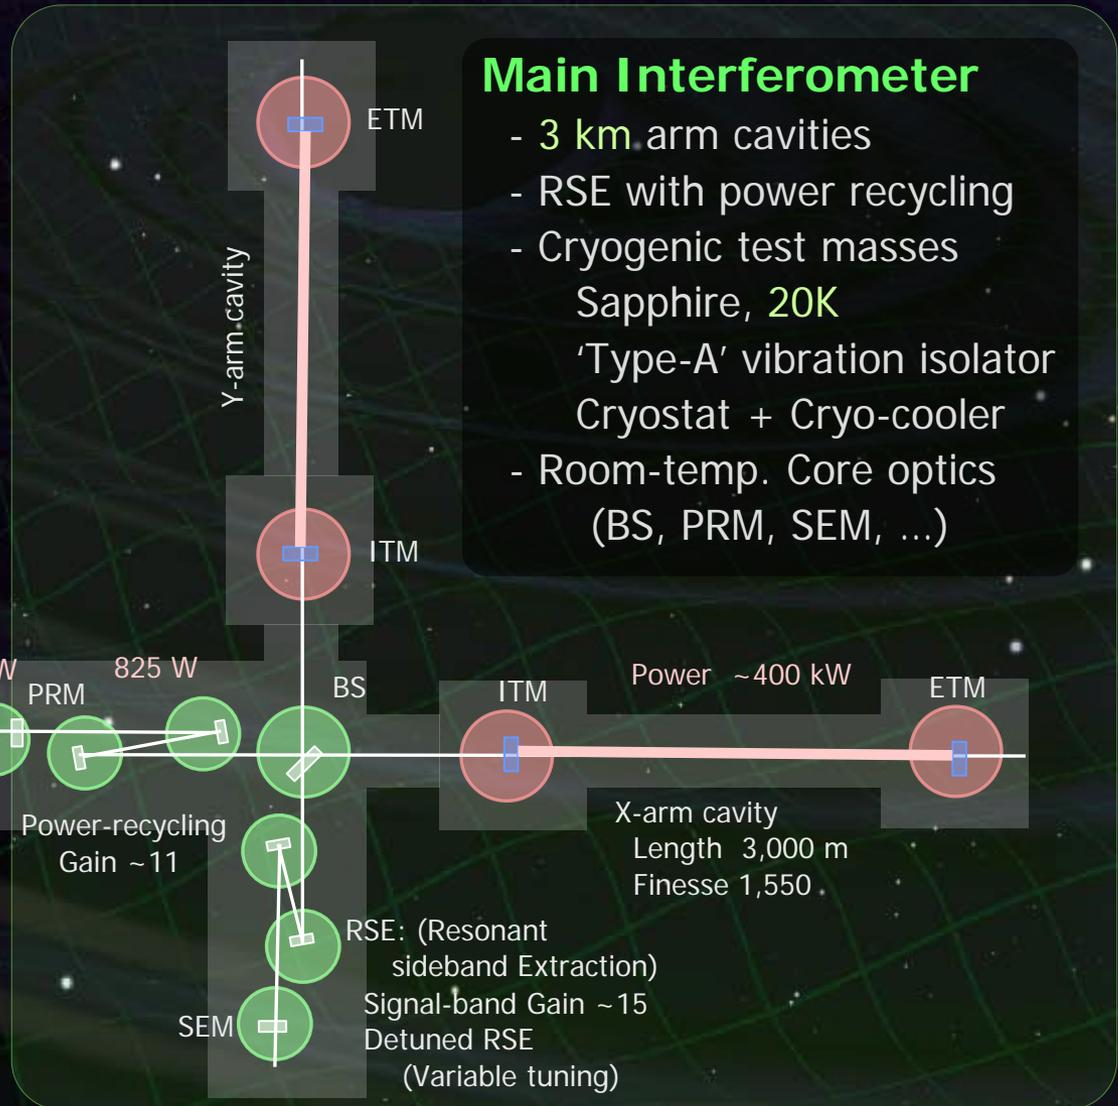 Main Interferometer
- 3 km arm cavities
- RSE with power recycling
- Cryogenic test masses
Sapphire, 20K
‘Type-A’ vibration isolator
Cryostat + Cryo-cooler
- Room-temp. Core optics
(BS, PRM, SEM, ...)
ETM
Y-arm cavity
ITM
W
825 W
PRM
BS
ITM
Power ~400 kW
ETM
Power-recycling
Gain ~11
X-arm cavity
Length 3,000 m
Finesse 1,550
RSE: (Resonant
sideband Extraction)
Signal-band Gain ~15
Detuned RSE
(Variable tuning)
SEM